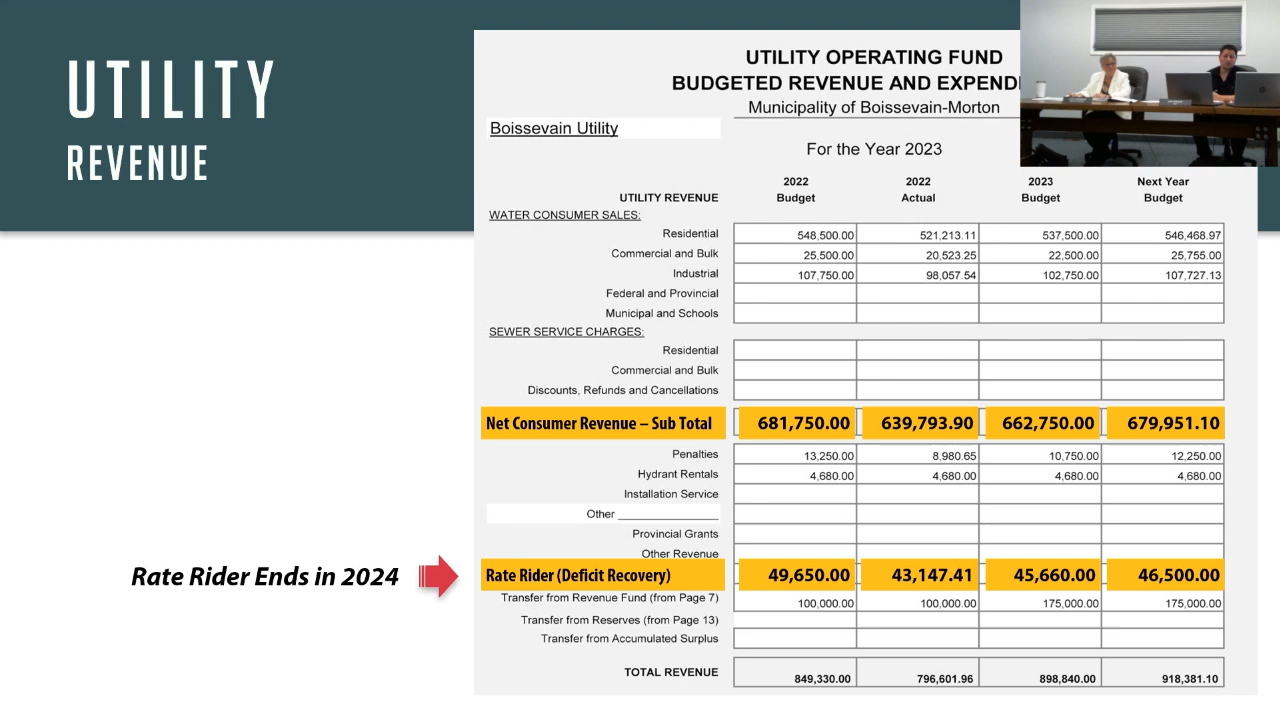 UTILITY
REVENUE
UTILITY OPERATING FUND
BUDGETED REVENUE AND
Municipality of Boissevain-Morton
Boissevain Utility
For the Year 2023
2022 2022 2023 Next Year
UTILITY REVENUE Budget Actual Budget Budget
WATER CONSUMER SALES:
Residential 548,500.00 521,213.11 537,500.00 546,468.97
Commercial and Bulk 25,500.00 20,523.25 22,500.00 25,755.00
Industrial 107,750.00 98,057.54 102,750.00 107,727.13
Federal and Provincial
Municipal and Schools
SEWER SERVICE CHARGES:
Residential
Commercial and Bulk
Discounts, Refunds and Cancellations
Net Consumer Revenue – Sub Total 681,750.00 639,793.90 662,750.00 679,951.10
Penalties 13,250.00 8,980.65 10,750.00 12,250.00
Hydrant Rentals 4,680.00 4,680.00 4,680.00 4,680.00
Installation Service
Other
Provincial Grants
Other Revenue
Rate Rider Ends in 2024 Rate Rider (Deficit Recovery) 49,650.00 43,147.41 45,660.00 46,500.00
Transfer from Revenue Fund (from Page 7) 100,000.00 100,000.00 175,000.00 175,000.00
Transfer from Reserves (from Page 13)
Transfer from Accumulated Surplus
TOTAL REVENUE 849,330.00 796,601.96 898,840.00 918,381.10